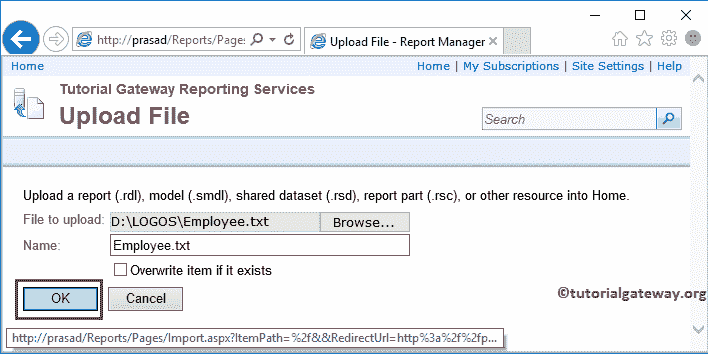 http://prasad/Reports/Pages
Upload File - Report Manager
Home
Home | My Subscriptions | Site Settings | Help
Tutorial Gateway Reporting Services
Upload File
Search
Upload a report (.rdl), model (.smdl), shared dataset (.rsd), report part (.rsc), or other resource into Home.
File to upload: D:\LOGOS\Employee.txt Browse...
Name: Employee.txt
Overwrite item if it exists
OK Cancel
©tutorialgateway.org
http://prasad/Reports/Pages/Import.aspx?ItemPath=%2f&&RedirectUrl=http%3a%2f%2fp...